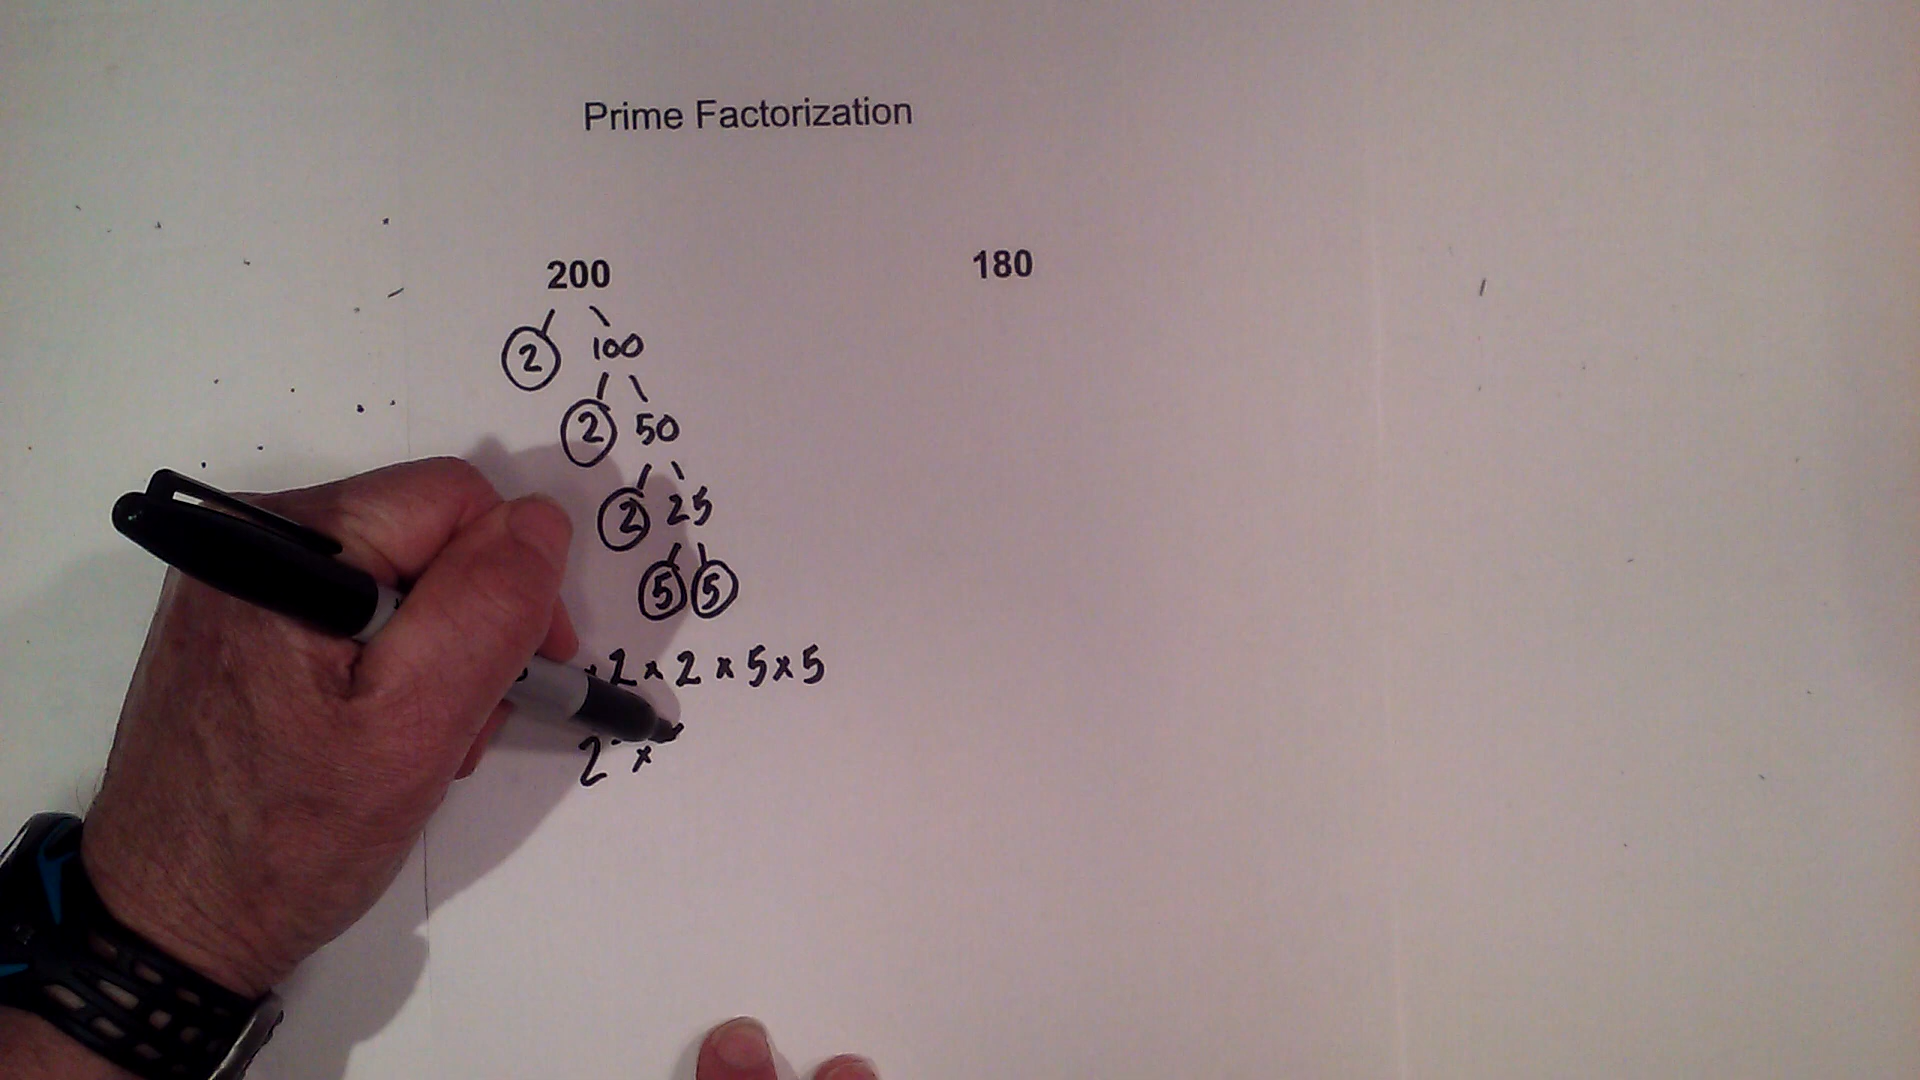 Prime Factorization
200 180
2 100
2 50
2 25
5 5
2 x 2 x 5 x 5
2 x